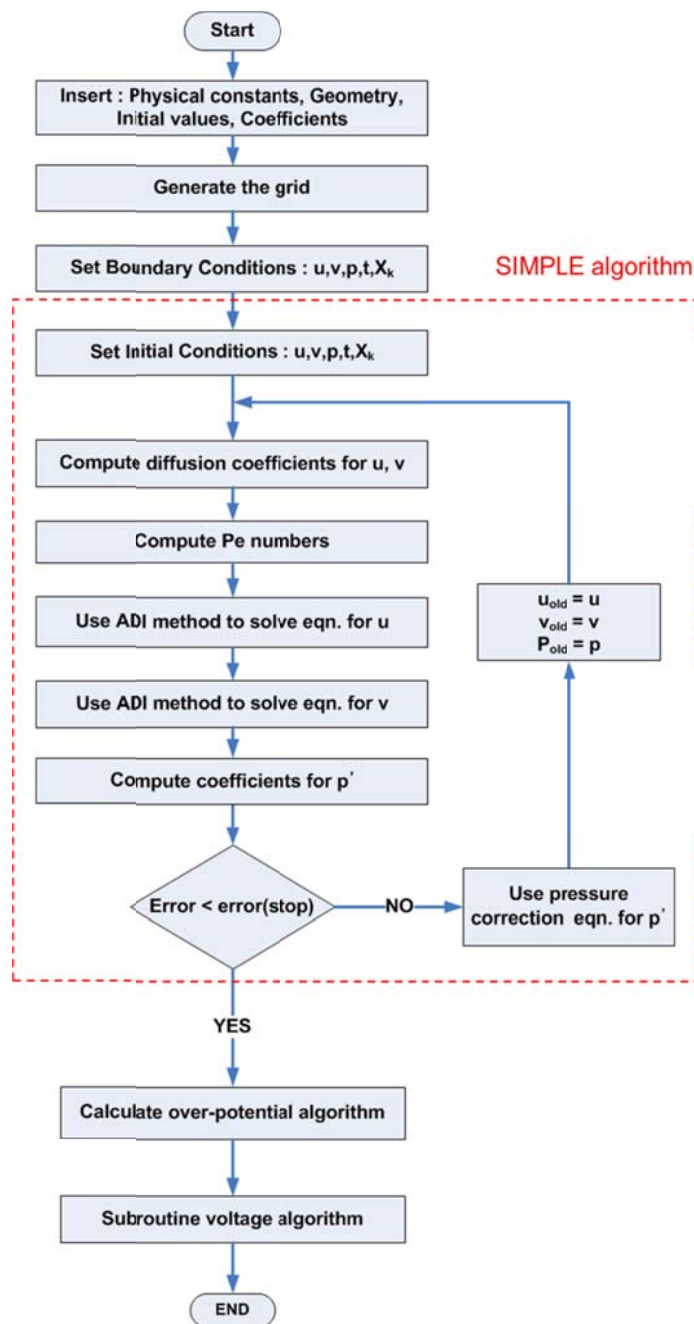 Start
Insert : Physical constants, Geometry,
Initial values, Coefficients
Generate the grid
Set Boundary Conditions : u,v,p,t,Xk
SIMPLE algorithm
Set Initial Conditions : u,v,p,t,Xk
Compute diffusion coefficients for u, v
Compute Pe numbers
Use ADI method to solve eqn. for u
Use ADI method to solve eqn. for v
Compute coefficients for p'
Error < error(stop)
NO
Use pressure
correction eqn. for p'
uold = u
vold = v
Pold = p
YES
Calculate over-potential algorithm
Subroutine voltage algorithm
END